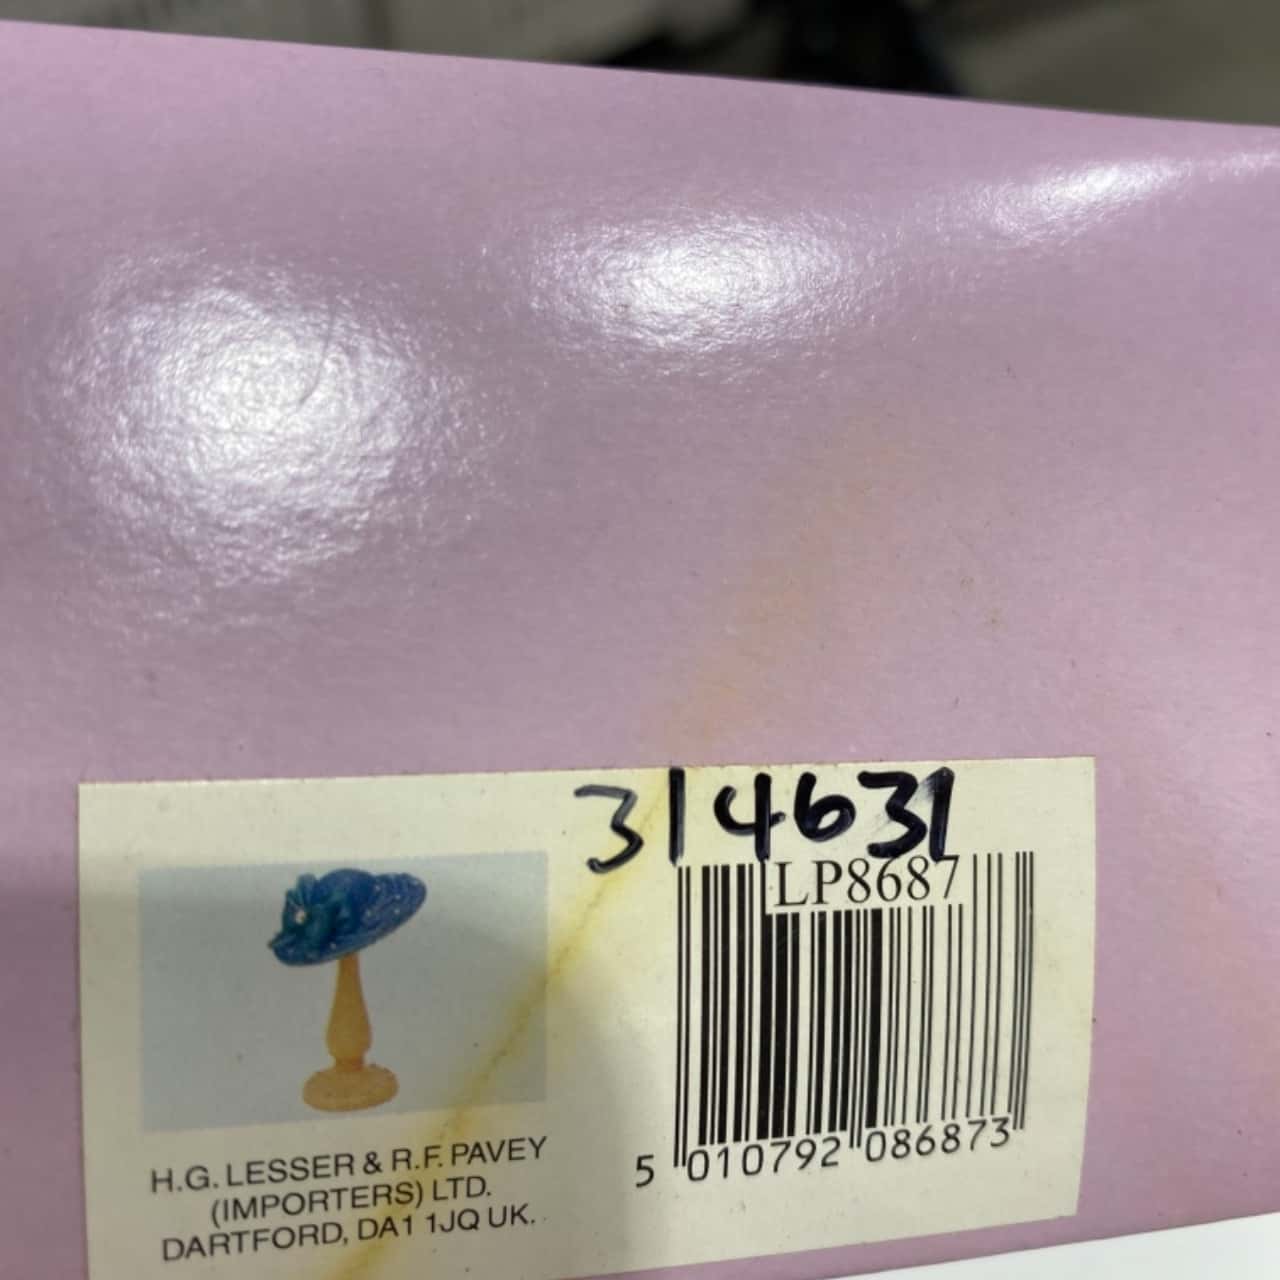 314631
LP8687
5 010792 086873
H.G. LESSER & R.F. PAVEY
(IMPORTERS) LTD.
DARTFORD, DA1 1JQ UK.